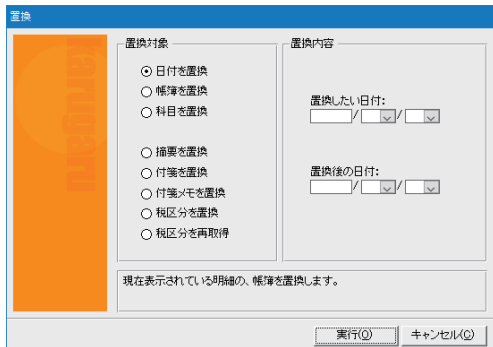 置換
karugaru
置換対象
日付を置換
帳簿を置換
科目を置換
摘要を置換
付箋を置換
付箋メモを置換
税区分を置換
税区分を再取得
置換内容
置換したい日付:
/ /
置換後の日付:
/ /
現在表示されている明細の、帳簿を置換します。
実行(O) キャンセル(C)